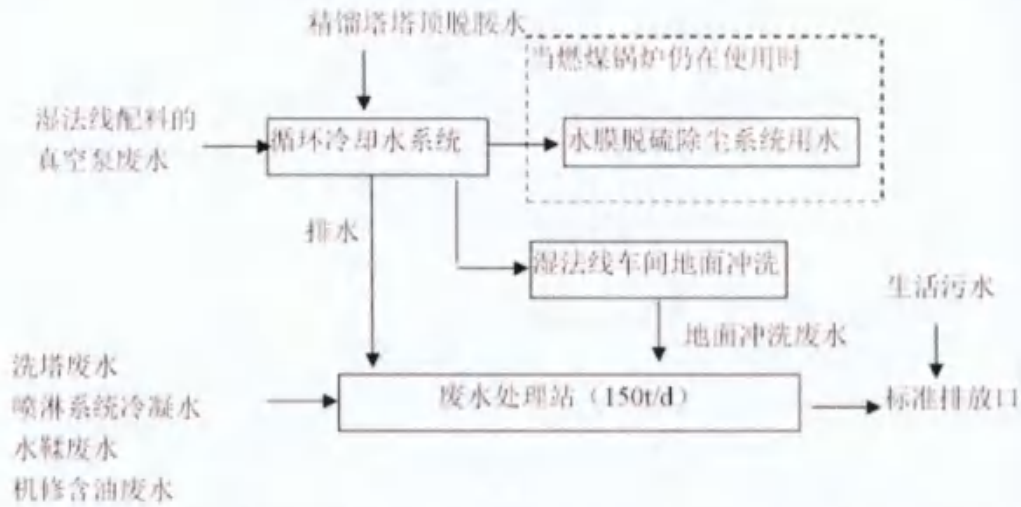 精馏塔塔顶脱胺水
当燃煤锅炉仍在使用时
湿法线配料的
真空泵废水
循环冷却水系统
水膜脱硫除尘系统用水
排水
湿法线车间地面冲洗
生活污水
地面冲洗废水
洗塔废水
喷淋系统冷凝水
水鞣废水
机修含油废水
废水处理站（150t/d）
标准排放口